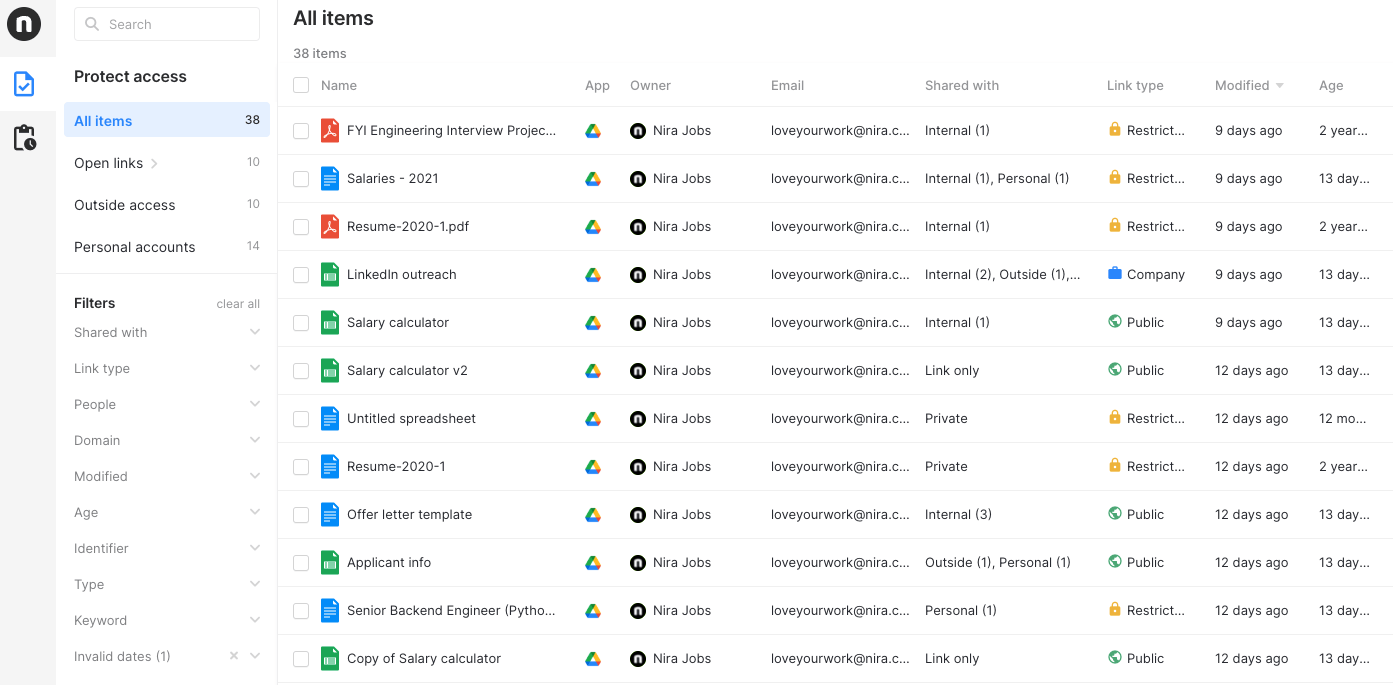 Search
Protect access
All items 38
Open links 10
Outside access 10
Personal accounts 14
Filters clear all
Shared with
Link type
People
Domain
Modified
Age
Identifier
Type
Keyword
Invalid dates (1)
All items
38 items
Name App Owner Email Shared with Link type Modified Age
FYI Engineering Interview Projec... Nira Jobs loveyourwork@nira.c... Internal (1) Restrict... 9 days ago 2 year...
Salaries - 2021 Nira Jobs loveyourwork@nira.c... Internal (1), Personal (1) Restrict... 9 days ago 13 day...
Resume-2020-1.pdf Nira Jobs loveyourwork@nira.c... Internal (1) Restrict... 9 days ago 2 year...
LinkedIn outreach Nira Jobs loveyourwork@nira.c... Internal (2), Outside (1),... Company 9 days ago 13 day...
Salary calculator Nira Jobs loveyourwork@nira.c... Internal (1) Public 9 days ago 13 day...
Salary calculator v2 Nira Jobs loveyourwork@nira.c... Link only Public 12 days ago 13 day...
Untitled spreadsheet Nira Jobs loveyourwork@nira.c... Private Restrict... 12 days ago 12 mo...
Resume-2020-1 Nira Jobs loveyourwork@nira.c... Private Restrict... 12 days ago 2 year...
Offer letter template Nira Jobs loveyourwork@nira.c... Internal (3) Public 12 days ago 13 day...
Applicant info Nira Jobs loveyourwork@nira.c... Outside (1), Personal (1) Public 12 days ago 13 day...
Senior Backend Engineer (Pytho... Nira Jobs loveyourwork@nira.c... Personal (1) Restrict... 12 days ago 13 day...
Copy of Salary calculator Nira Jobs loveyourwork@nira.c... Link only Public 12 days ago 13 day...